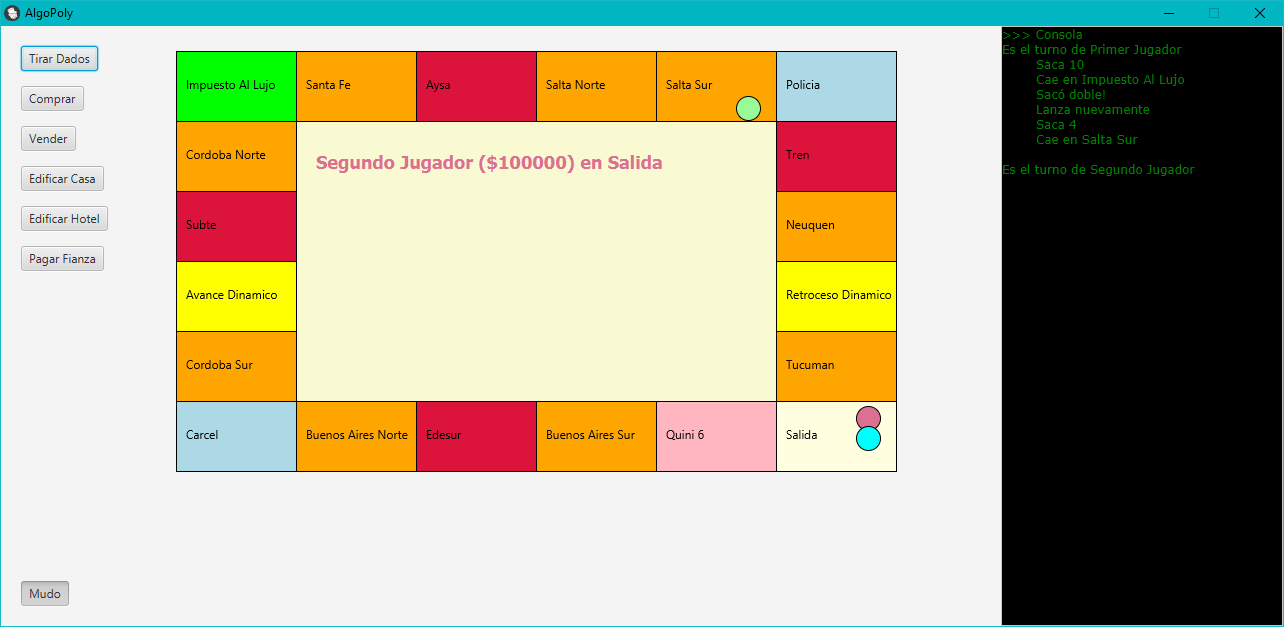 AlgoPoly
Tirar Dados
Comprar
Vender
Edificar Casa
Edificar Hotel
Pagar Fianza
Mudo
Impuesto Al Lujo
Santa Fe
Aysa
Salta Norte
Salta Sur
Policia
Cordoba Norte
Segundo Jugador ($100000) en Salida
Tren
Subte
Neuquen
Avance Dinamico
Retroceso Dinamico
Cordoba Sur
Tucuman
Carcel
Buenos Aires Norte
Edesur
Buenos Aires Sur
Quini 6
Salida
>>> Consola
Es el turno de Primer Jugador
Saca 10
Cae en Impuesto Al Lujo
Sacó doble!
Lanza nuevamente
Saca 4
Cae en Salta Sur
Es el turno de Segundo Jugador